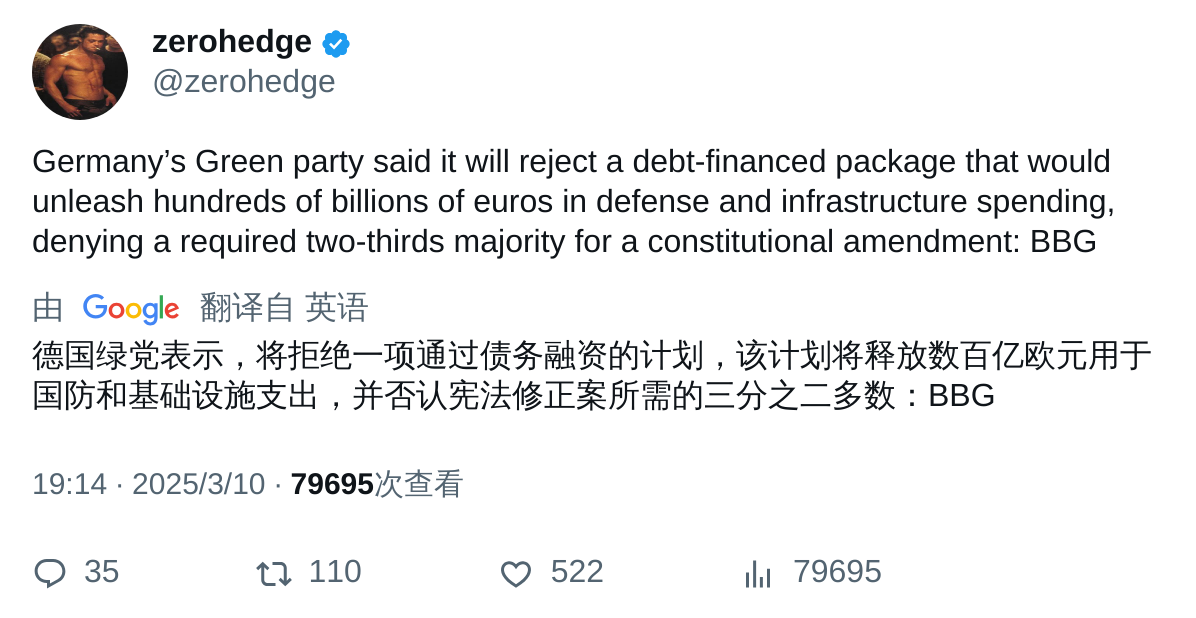 zerohedge
@zerohedge
Germany’s Green party said it will reject a debt-financed package that would
unleash hundreds of billions of euros in defense and infrastructure spending,
denying a required two-thirds majority for a constitutional amendment: BBG
由 Google 翻译自 英语
德国绿党表示，将拒绝一项通过债务融资的计划，该计划将释放数百亿欧元用于
国防和基础设施支出，并否认宪法修正案所需的三分之二多数：BBG
19:14 · 2025/3/10 · 79695次查看
35 110 522 79695